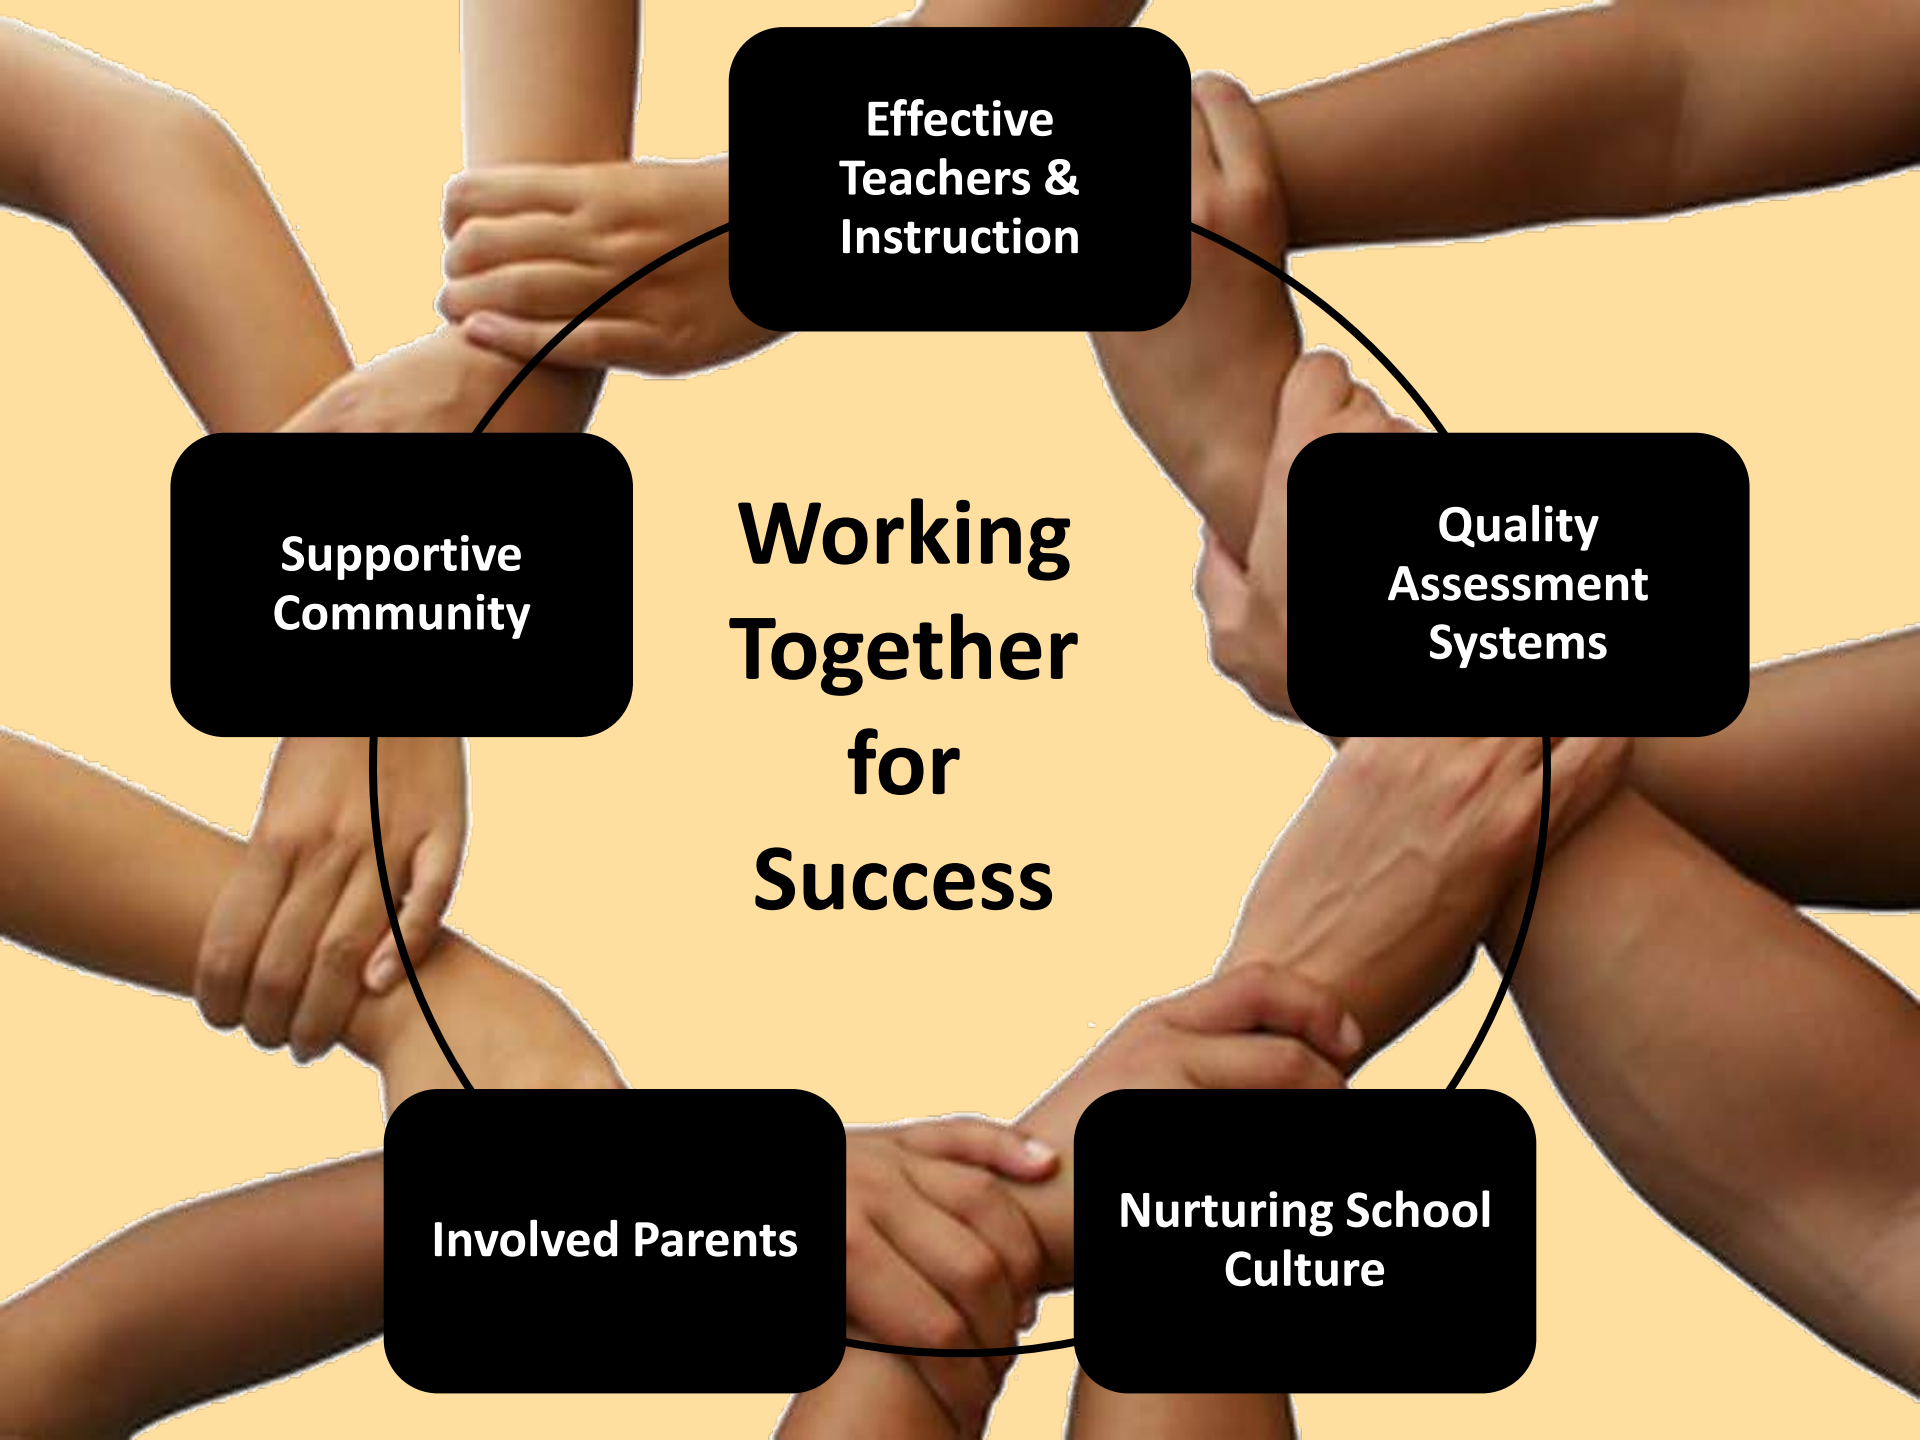 Effective
Teachers &
Instruction
Quality
Assessment
Systems
Nurturing School
Culture
Involved Parents
Supportive
Community
Working
Together
for
Success